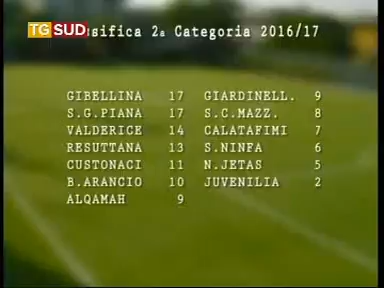 TG SUD
sifica 2a Categoria 2016/17
GIBELLINA 17 GIARDINELL. 9
S.G.PIANA 17 S.C.MAZZ. 8
VALDERICE 14 CALATAFIMI 7
RESUTTANA 13 S.NINFA 6
CUSTONACI 11 N.JETAS 5
B.ARANCIO 10 JUVENILIA 2
ALQAMAH 9